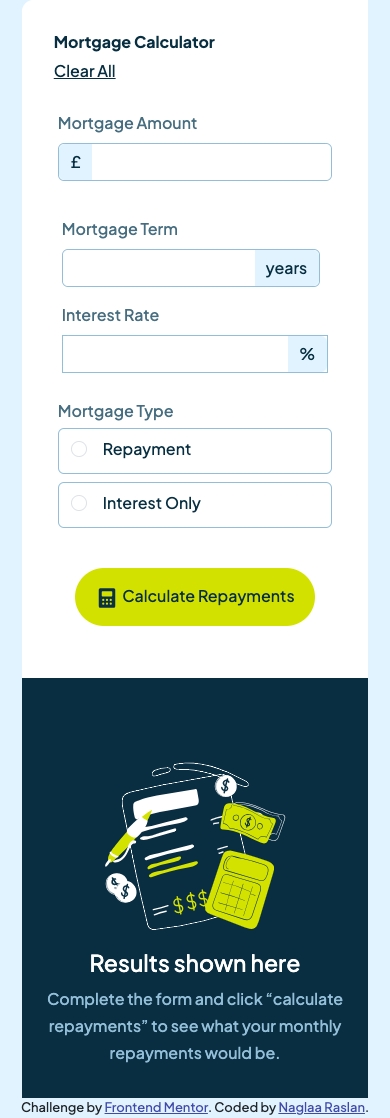 Mortgage Calculator
Clear All
Mortgage Amount
£
Mortgage Term
years
Interest Rate
%
Mortgage Type
Repayment
Interest Only
Calculate Repayments
$
$
$
$
$$$
Results shown here
Complete the form and click “calculate
repayments” to see what your monthly
repayments would be.
Challenge by Frontend Mentor. Coded by Naglaa Raslan.